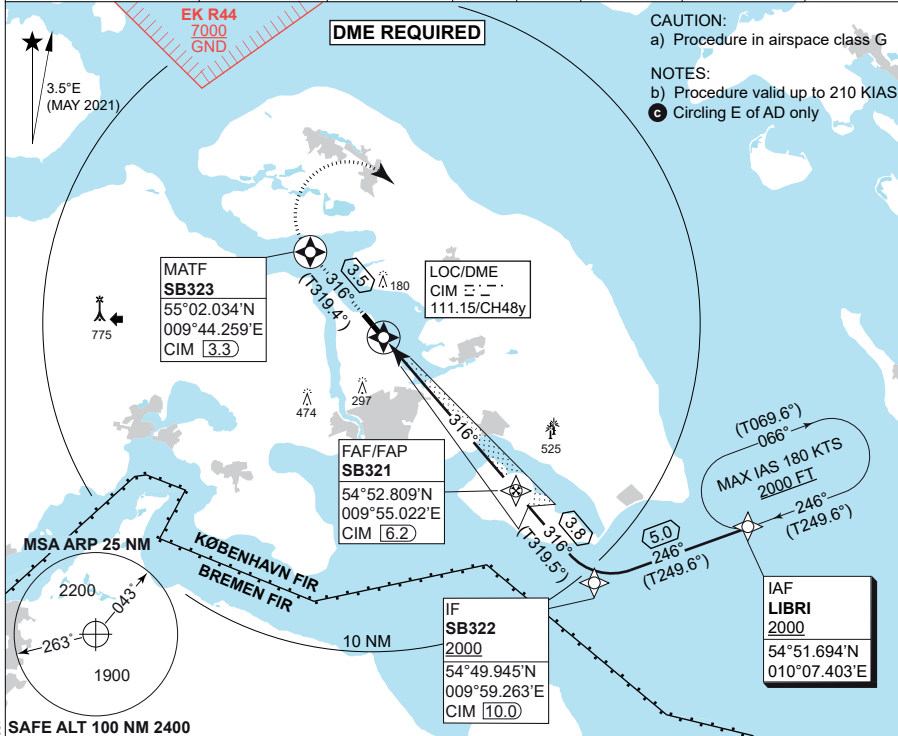 EK R44
7000
GND
DME REQUIRED
CAUTION:
a) Procedure in airspace class G
NOTES:
b) Procedure valid up to 210 KIAS
c Circling E of AD only
3.5°E
(MAY 2021)
MATF
SB323
55°02.034'N
009°44.259'E
CIM 3.3
3.5
316°
(T319.4°)
180
LOC/DME
CIM
111.15/CH48y
775
474
297
316°
525
FAF/FAP
SB321
54°52.809'N
009°55.022'E
CIM 6.2
(T069.6°)
066°
MAX IAS 180 KTS
2000 FT
246°
(T249.6°)
3.8
316°
(T319.5°)
5.0
246°
(T249.6°)
MSA ARP 25 NM
KØBENHAVN FIR
BREMEN FIR
2200
043°
263°
1900
10 NM
IF
SB322
2000
54°49.945'N
009°59.263'E
CIM 10.0
IAF
LIBRI
2000
54°51.694'N
010°07.403'E
SAFE ALT 100 NM 2400